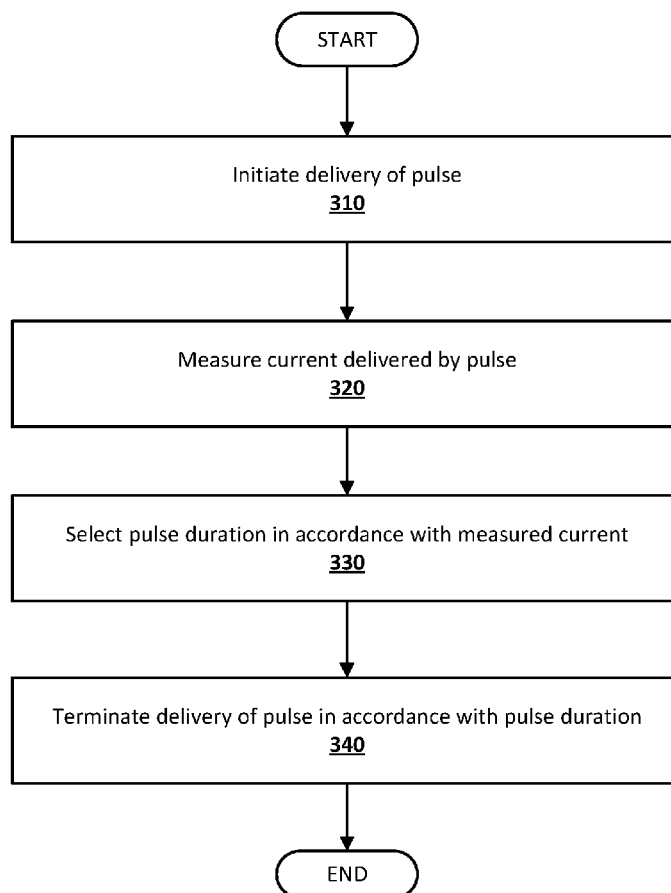 START
Initiate delivery of pulse
310
Measure current delivered by pulse
320
Select pulse duration in accordance with measured current
330
Terminate delivery of pulse in accordance with pulse duration
340
END